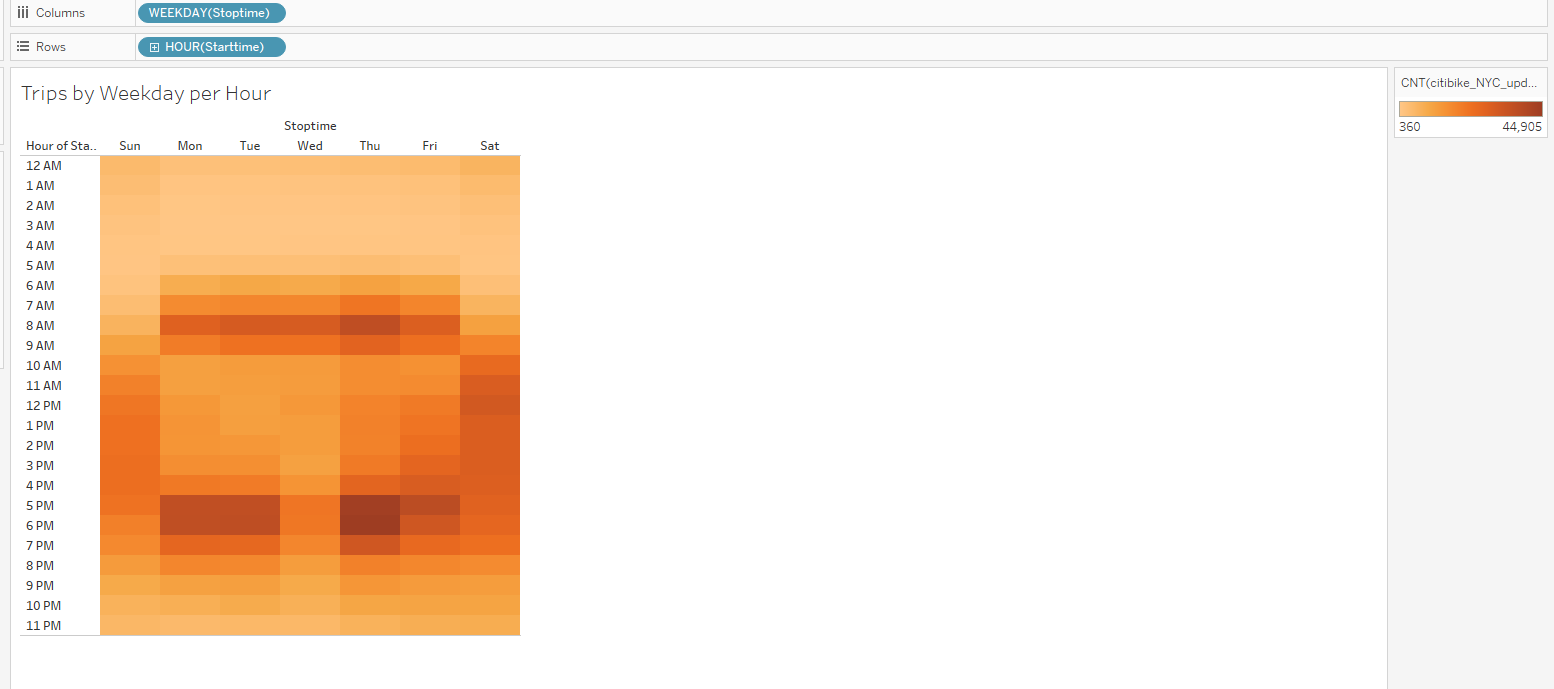 Columns WEEKDAY(Stoptime)
Rows HOUR(Starttime)
Trips by Weekday per Hour
CNT(citibike_NYC_upd...
360 44,905
Stoptime
Hour of Sta.. Sun Mon Tue Wed Thu Fri Sat
12 AM
1 AM
2 AM
3 AM
4 AM
5 AM
6 AM
7 AM
8 AM
9 AM
10 AM
11 AM
12 PM
1 PM
2 PM
3 PM
4 PM
5 PM
6 PM
7 PM
8 PM
9 PM
10 PM
11 PM